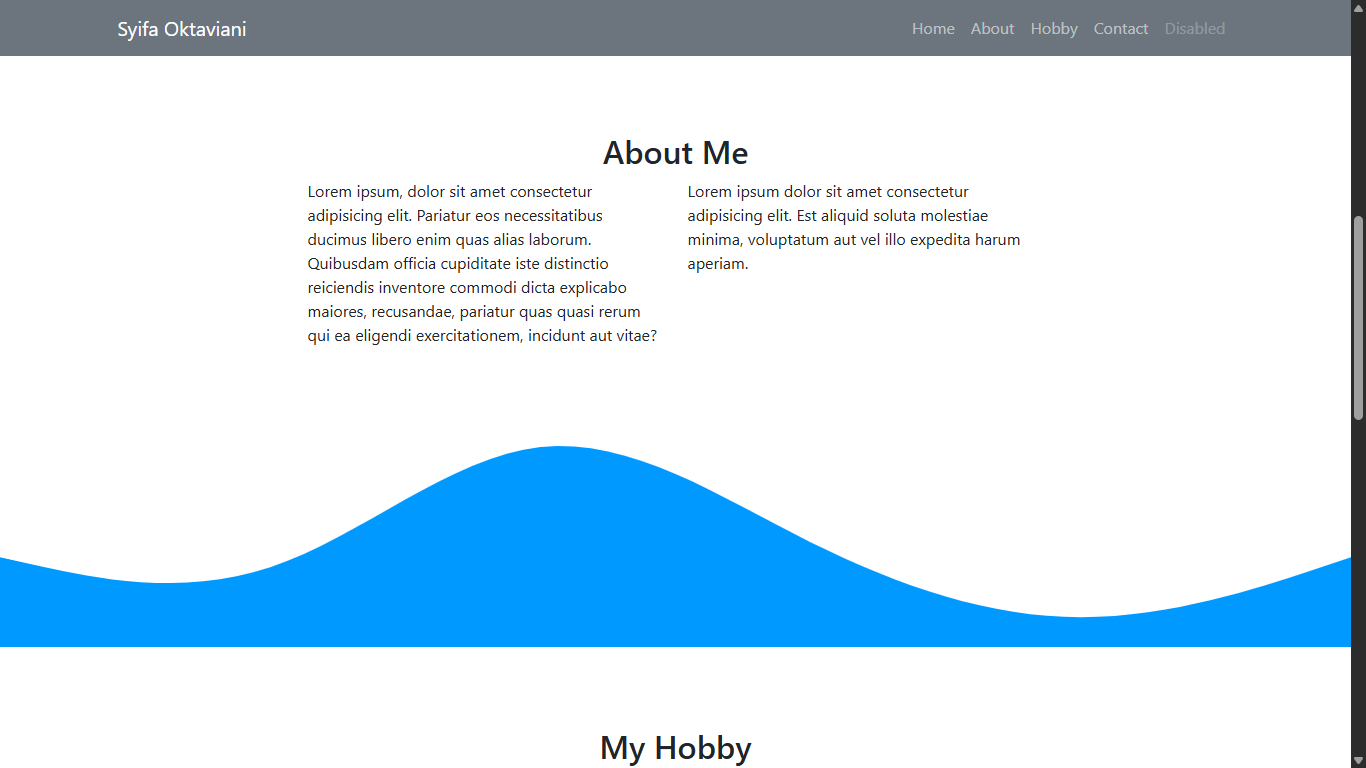 Syifa Oktaviani
Home About Hobby Contact Disabled
About Me
Lorem ipsum, dolor sit amet consectetur
adipisicing elit. Pariatur eos necessitatibus
ducimus libero enim quas alias laborum.
Quibusdam officia cupiditate iste distinctio
reiciendis inventore commodi dicta explicabo
maiores, recusandae, pariatur quas quasi rerum
qui ea eligendi exercitationem, incidunt aut vitae?
Lorem ipsum dolor sit amet consectetur
adipisicing elit. Est aliquid soluta molestiae
minima, voluptatum aut vel illo expedita harum
aperiam.
My Hobby